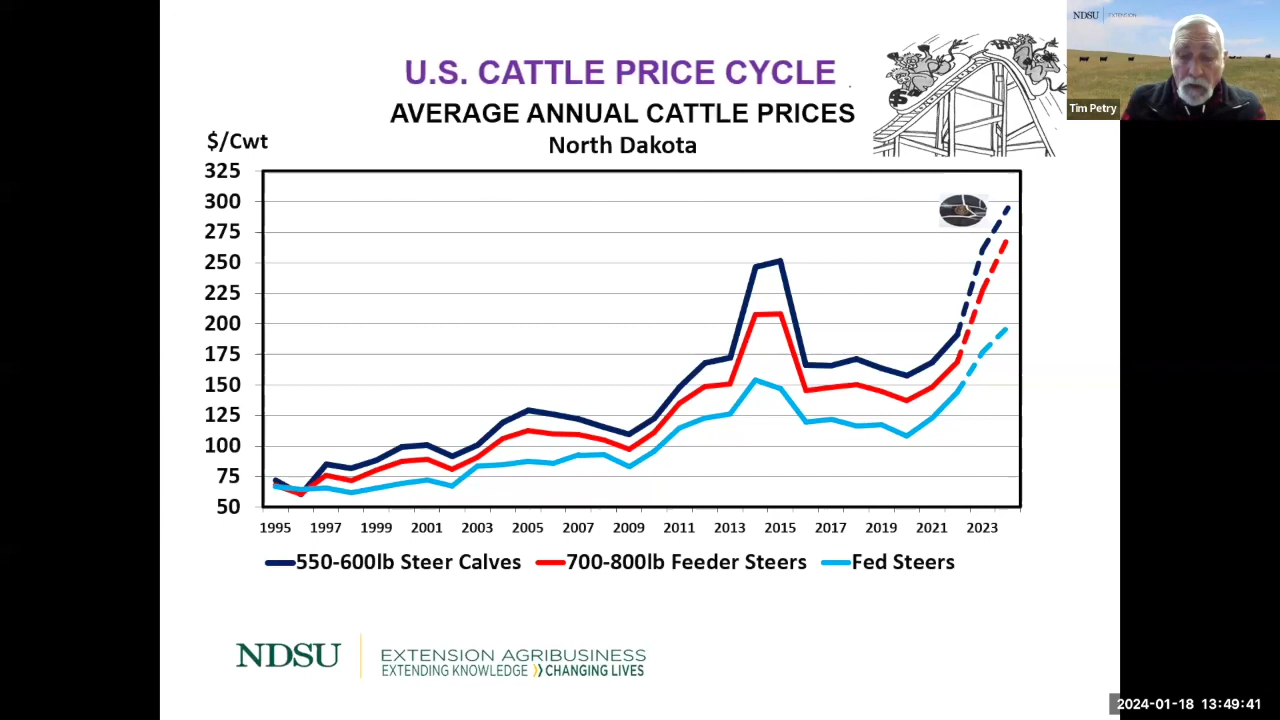 NDSU EXTENSION
Tim Petry
U.S. CATTLE PRICE CYCLE
AVERAGE ANNUAL CATTLE PRICES
North Dakota
$/Cwt
325
300
275
250
225
200
175
150
125
100
75
50
$
1995 1997 1999 2001 2003 2005 2007 2009 2011 2013 2015 2017 2019 2021 2023
550-600lb Steer Calves 700-800lb Feeder Steers Fed Steers
NDSU EXTENSION AGRIBUSINESS
EXTENDING KNOWLEDGE CHANGING LIVES
2024-01-18 13:49:41